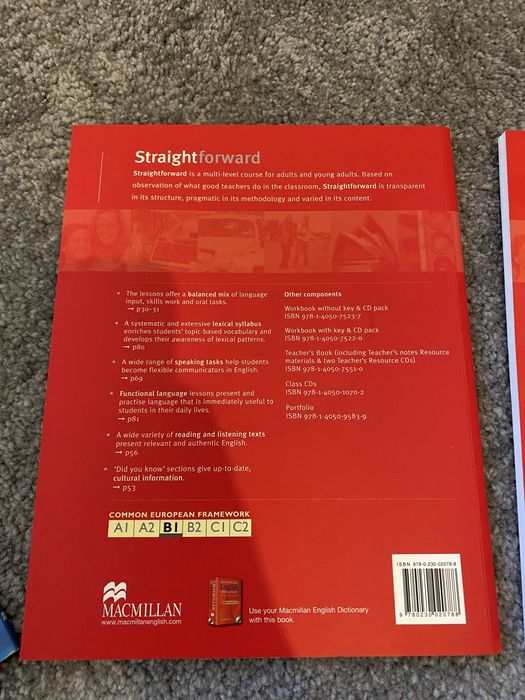 Straightforward
Straightforward is a multi-level course for adults and young adults. Based on
observation of what good teachers do in the classroom, Straightforward is transparent
in its structure, pragmatic in its methodology and varied in its content.
• The lessons offer a balanced mix of language
input, skills work and oral tasks.
→ p30–31
• A systematic and extensive lexical syllabus
enriches students' topic-based vocabulary and
develops their awareness of lexical patterns.
→ p80
• A wide range of speaking tasks help students
become flexible communicators in English.
→ p69
• Functional language lessons present and
practise language that is immediately useful to
students in their daily lives.
→ p81
• A wide variety of reading and listening texts
present relevant and authentic English.
→ p56
• 'Did you know' sections give up-to-date,
cultural information.
→ p53
Other components
Workbook without key & CD pack
ISBN 978-1-4050-7523-7
Workbook with key & CD pack
ISBN 978-1-4050-7522-0
Teacher's Book (including Teacher's notes Resource
materials & two Teacher's Resource CDs)
ISBN 978-1-4050-7551-0
Class CDs
ISBN 978-1-4050-1070-2
Portfolio
ISBN 978-1-4050-9583-9
COMMON EUROPEAN FRAMEWORK
A1 A2 B1 B2 C1 C2
MACMILLAN
www.macmillanenglish.com
Use your Macmillan English Dictionary
with this book.
ISBN 978-0-230-02078-8
9 780230 020788